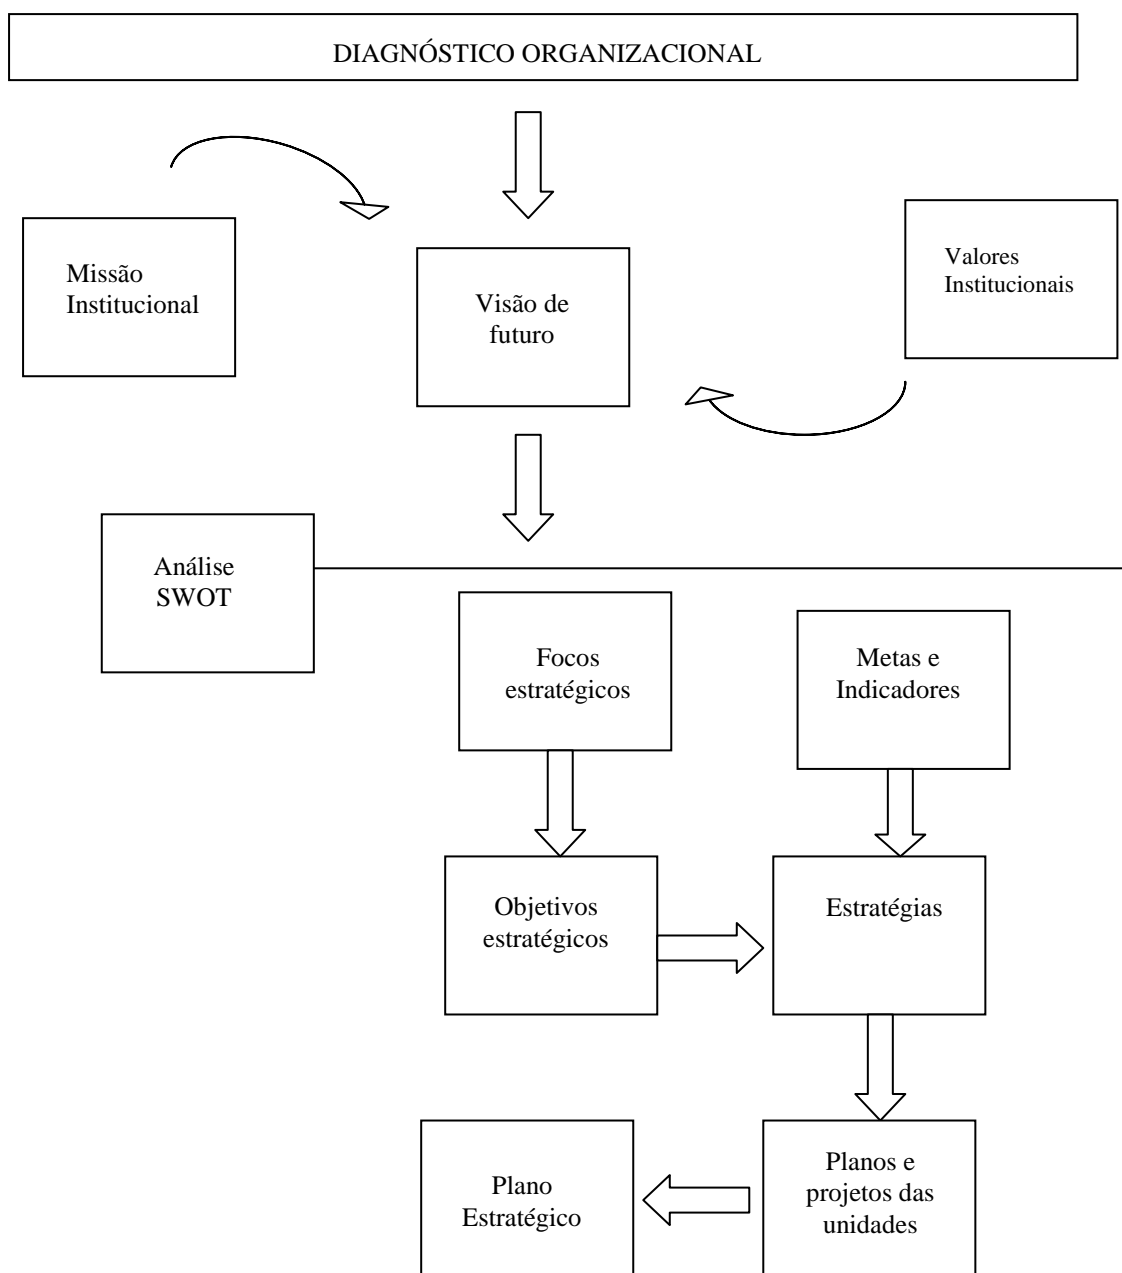 DIAGNÓSTICO ORGANIZACIONAL
Missão
Institucional
Visão de
futuro
Valores
Institucionais
Análise
SWOT
Focos
estratégicos
Metas e
Indicadores
Objetivos
estratégicos
Estratégias
Plano
Estratégico
Planos e
projetos das
unidades